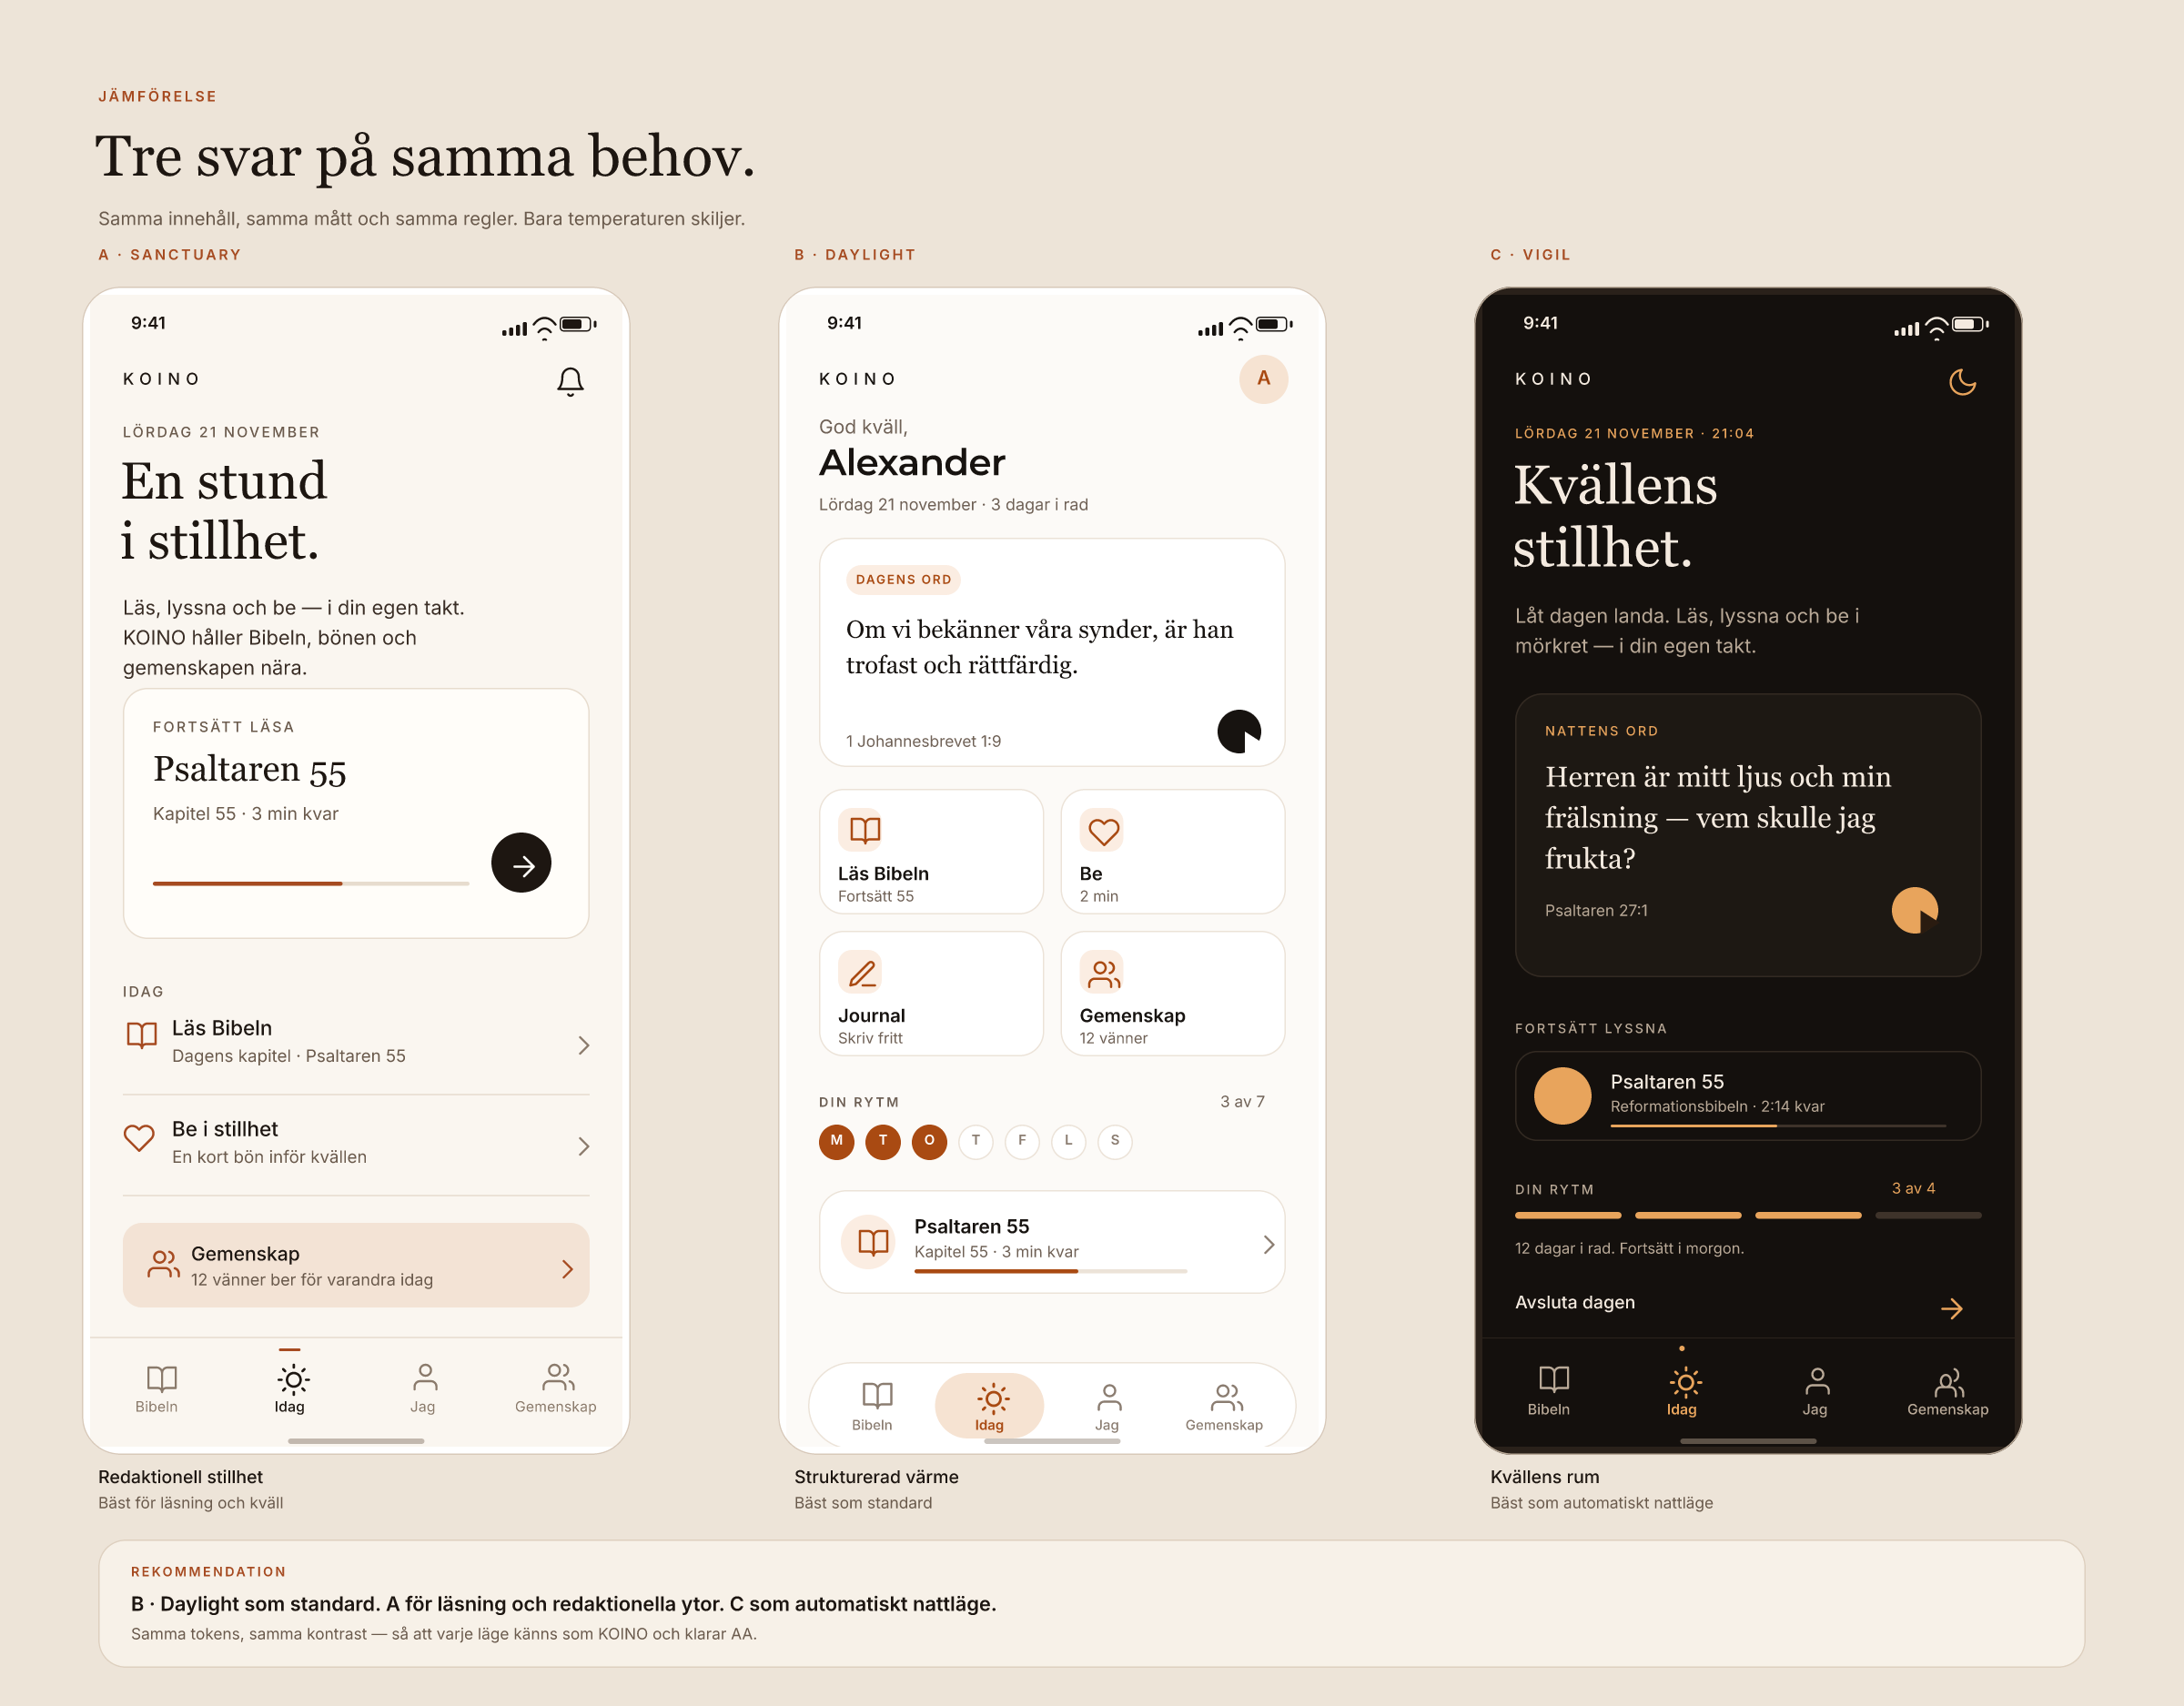 JÄMFÖRELSE
Tre svar på samma behov.
Samma innehåll, samma mått och samma regler. Bara temperaturen skiljer.
A · SANCTUARY
9:41
KOINO
LÖRDAG 21 NOVEMBER
En stund
i stillhet.
Läs, lyssna och be — i din egen takt.
KOINO håller Bibeln, bönen och
gemenskapen nära.
FORTSÄTT LÄSA
Psaltaren 55
Kapitel 55 · 3 min kvar
IDAG
Läs Bibeln
Dagens kapitel · Psaltaren 55
Be i stillhet
En kort bön inför kvällen
Gemenskap
12 vänner ber för varandra idag
Bibeln
Idag
Jag
Gemenskap
Redaktionell stillhet
Bäst för läsning och kväll
B · DAYLIGHT
9:41
KOINO
A
God kväll,
Alexander
Lördag 21 november · 3 dagar i rad
DAGENS ORD
Om vi bekänner våra synder, är han
trofast och rättfärdig.
1 Johannesbrevet 1:9
Läs Bibeln
Fortsätt 55
Be
2 min
Journal
Skriv fritt
Gemenskap
12 vänner
DIN RYTM
3 av 7
M T O T F L S
Psaltaren 55
Kapitel 55 · 3 min kvar
Bibeln
Idag
Jag
Gemenskap
Strukturerad värme
Bäst som standard
C · VIGIL
9:41
KOINO
LÖRDAG 21 NOVEMBER · 21:04
Kvällens
stillhet.
Låt dagen landa. Läs, lyssna och be i
mörkret — i din egen takt.
NATTENS ORD
Herren är mitt ljus och min
frälsning — vem skulle jag
frukta?
Psaltaren 27:1
FORTSÄTT LYSSNA
Psaltaren 55
Reformationsbibeln · 2:14 kvar
DIN RYTM
3 av 4
12 dagar i rad. Fortsätt i morgon.
Avsluta dagen
Bibeln
Idag
Jag
Gemenskap
Kvällens rum
Bäst som automatiskt nattläge
REKOMMENDATION
B · Daylight som standard. A för läsning och redaktionella ytor. C som automatiskt nattläge.
Samma tokens, samma kontrast — så att varje läge känns som KOINO och klarar AA.